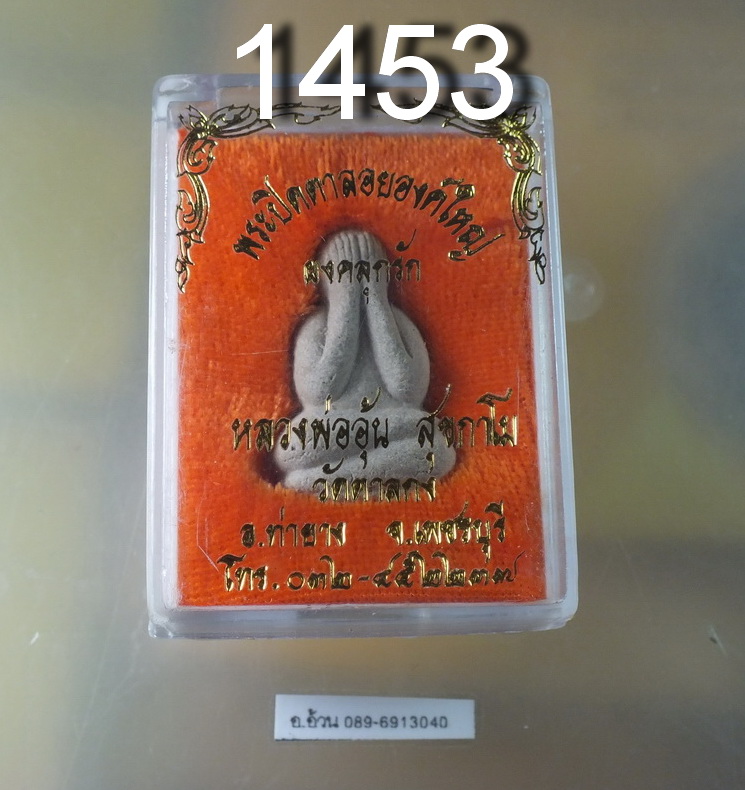 1453
พระปิดตาลอยองค์ใหญ่
ผงคลุกรัก
หลวงพ่ออุ้น สุขกาโม
วัดตาลกง
อ.ท่ายาง จ.เพชรบุรี
โทร. ๐๓๒-๔๕๒๒๓๗
อ.อ้วน 089-6913040